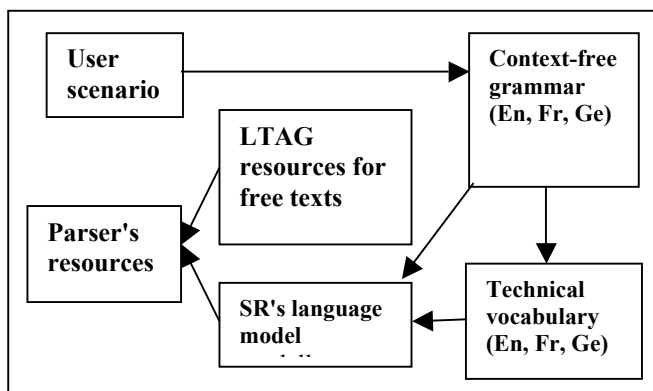 User
scenario
Context-free
grammar
(En, Fr, Ge)
LTAG
resources for
free texts
Parser's
resources
SR's language
model
Technical
vocabulary
(En, Fr, Ge)